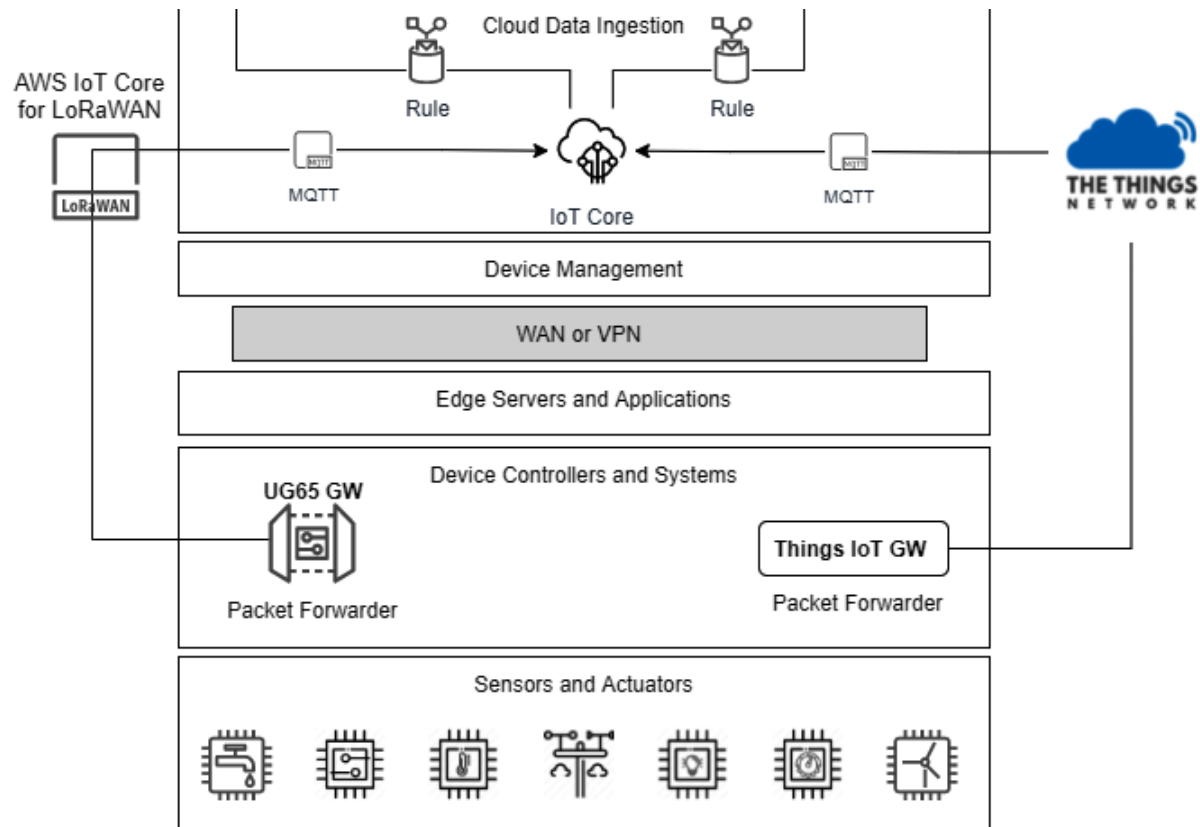 Cloud Data Ingestion
AWS IoT Core
for LoRaWAN
Rule
Rule
MQTT
MQTT
LoRaWAN
MQTT
MQTT
THE THINGS
NETWORK
IoT Core
Device Management
WAN or VPN
Edge Servers and Applications
Device Controllers and Systems
UG65 GW
Things IoT GW
Packet Forwarder
Packet Forwarder
Sensors and Actuators